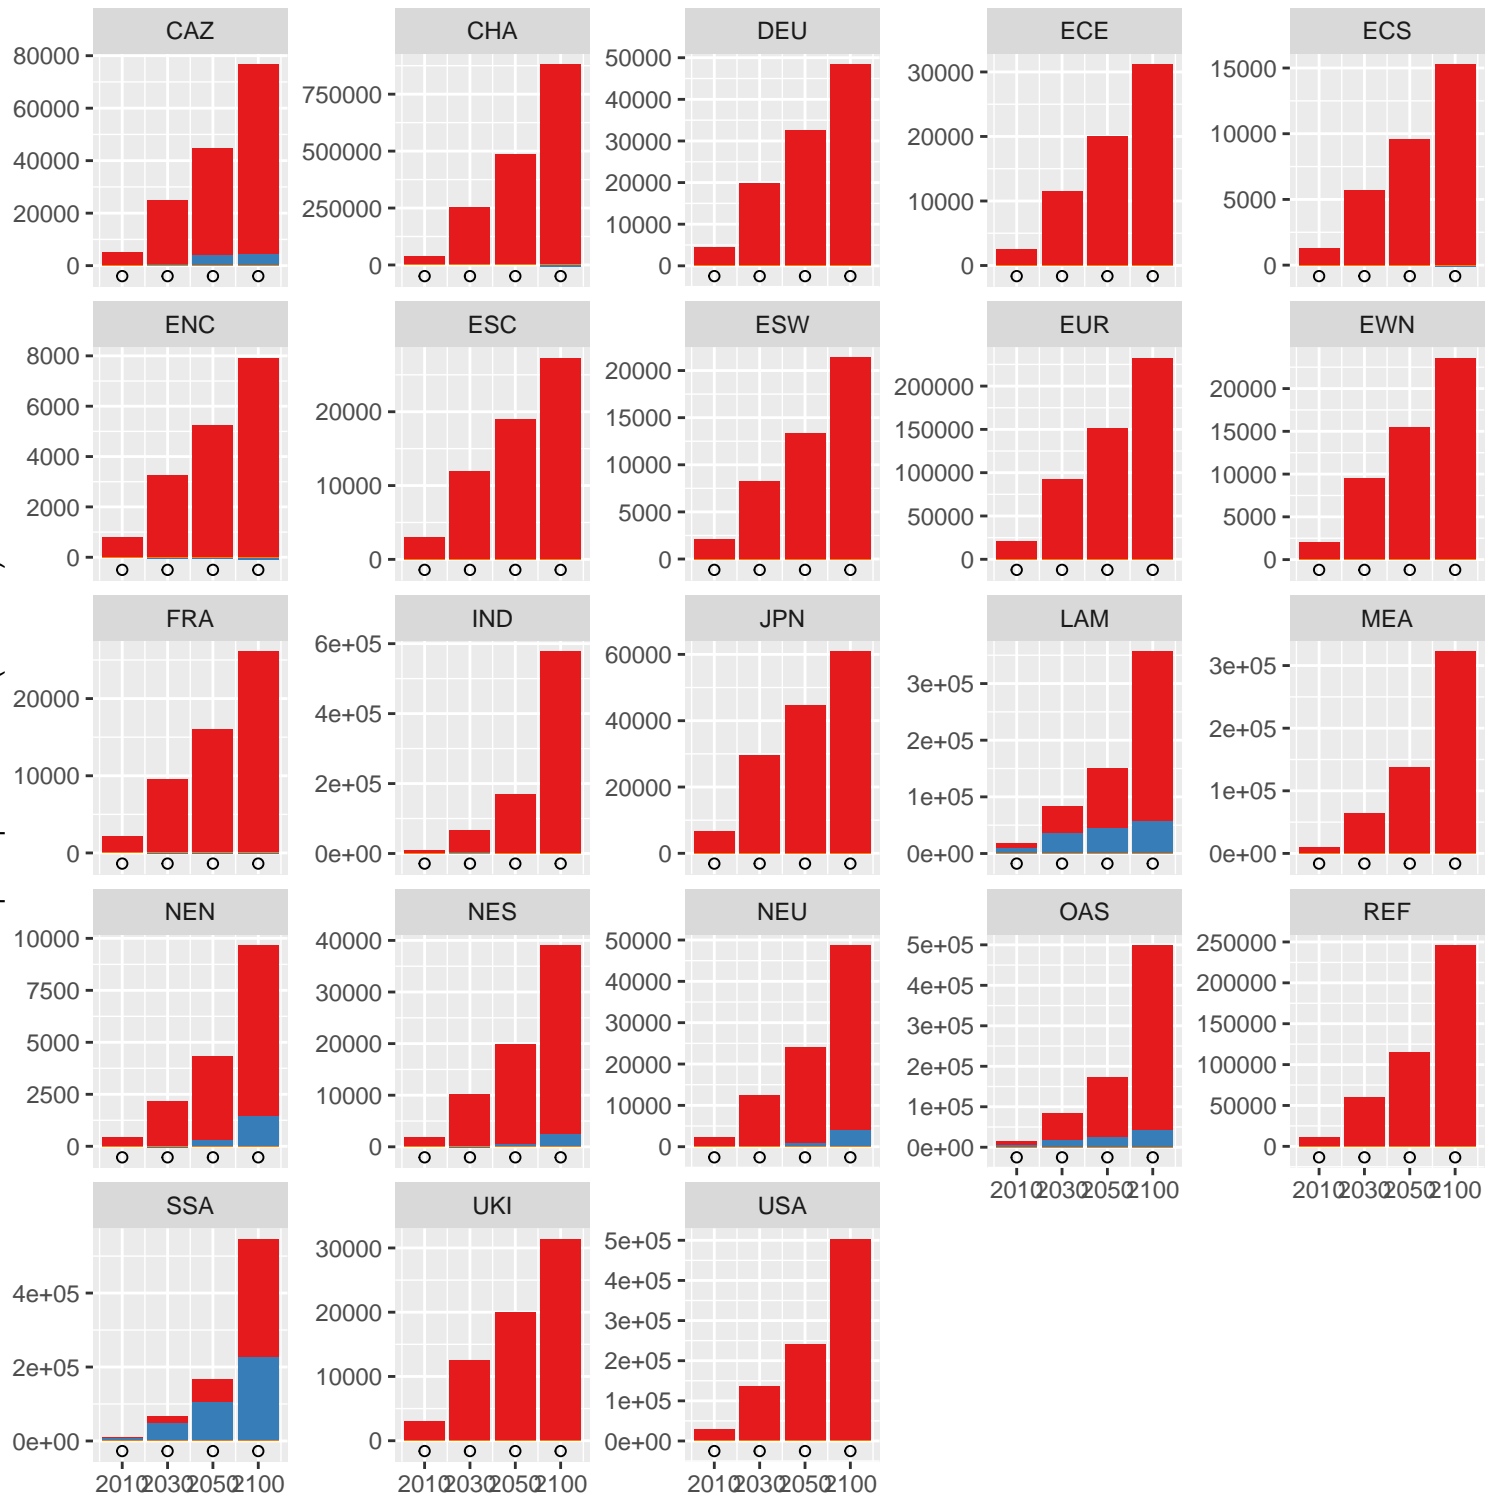 CAZ CHA DEU ECE ECS
80000 60000 40000 20000 0
750000 500000 250000 0
50000 40000 30000 20000 10000 0
30000 20000 10000 0
15000 10000 5000 0
ENC ESC ESW EUR EWN
8000 6000 4000 2000 0
20000 10000 0
20000 15000 10000 5000 0
200000 150000 100000 50000 0
20000 15000 10000 5000 0
FRA IND JPN LAM MEA
20000 10000 0
6e+05 4e+05 2e+05 0e+00
60000 40000 20000 0
3e+05 2e+05 1e+05 0e+00
3e+05 2e+05 1e+05 0e+00
NEN NES NEU OAS REF
10000 7500 5000 2500 0
40000 30000 20000 10000 0
50000 40000 30000 20000 10000 0
5e+05 4e+05 3e+05 2e+05 1e+05 0e+00
250000 200000 150000 100000 50000 0
2010 2030 2050 2100
2010 2030 2050 2100
SSA UKI USA
4e+05 2e+05 0e+00
30000 20000 10000 0
5e+05 4e+05 3e+05 2e+05 1e+05 0e+00
2010 2030 2050 2100
2010 2030 2050 2100
2010 2030 2050 2100